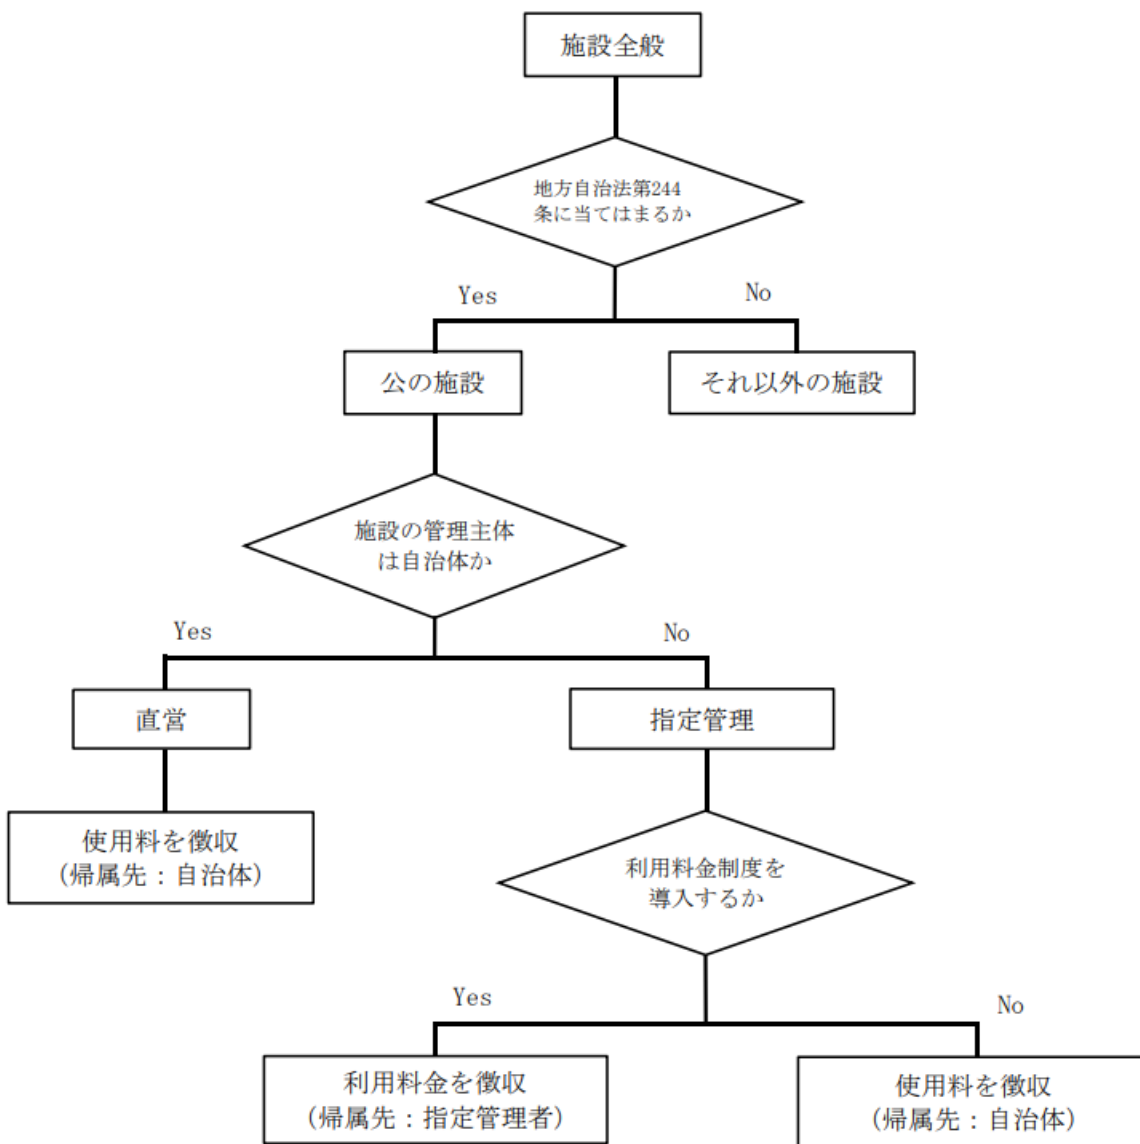 施設全般
地方自治法第244
条に当てはまるか
Yes
No
公の施設
それ以外の施設
施設の管理主体
は自治体か
Yes
No
直営
指定管理
使用料を徴収
(帰属先：自治体)
利用料金制度を
導入するか
Yes
No
利用料金を徴収
(帰属先：指定管理者)
使用料を徴収
(帰属先：自治体)